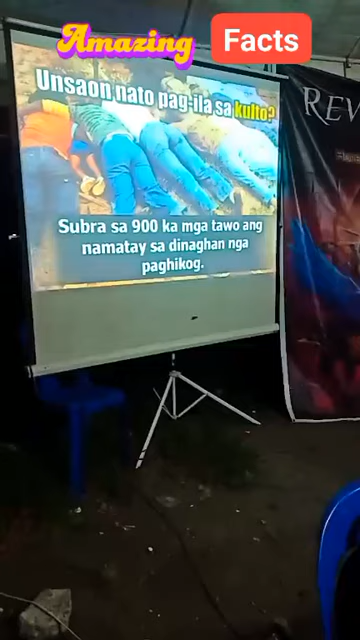 Amazing Facts
Unsaon nato pag-ila sa kulto?
Subra sa 900 ka mga tawo ang
namatay sa dinaghan nga
paghikog.
REV